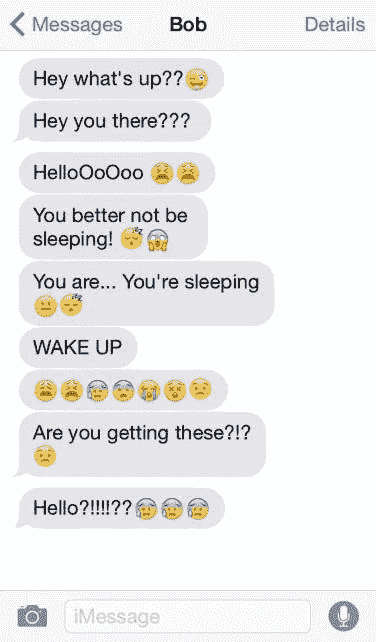 Messages Bob Details
Hey what's up??😜
Hey you there???
HelloOoOoo 😫😫
You better not be
sleeping! 😴😱
You are... You're sleeping
😐😴
WAKE UP
😫😫😰😨😭😵😟
Are you getting these?!?
😟
Hello?!!!!??😰😰😰
iMessage